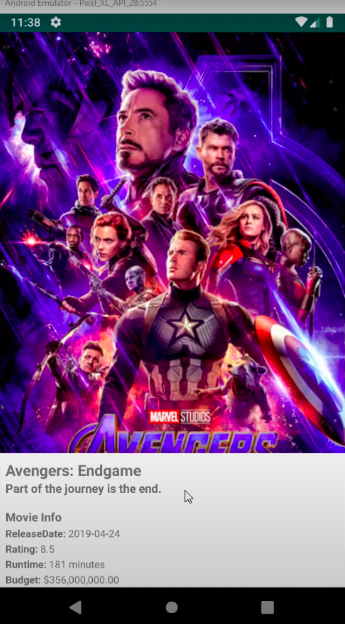 Android Emulator - Pixel_XL_API_28:5554
11:38
MARVEL STUDIOS
AVENGERS
Avengers: Endgame
Part of the journey is the end.
Movie Info
ReleaseDate: 2019-04-24
Rating: 8.5
Runtime: 181 minutes
Budget: $356,000,000.00